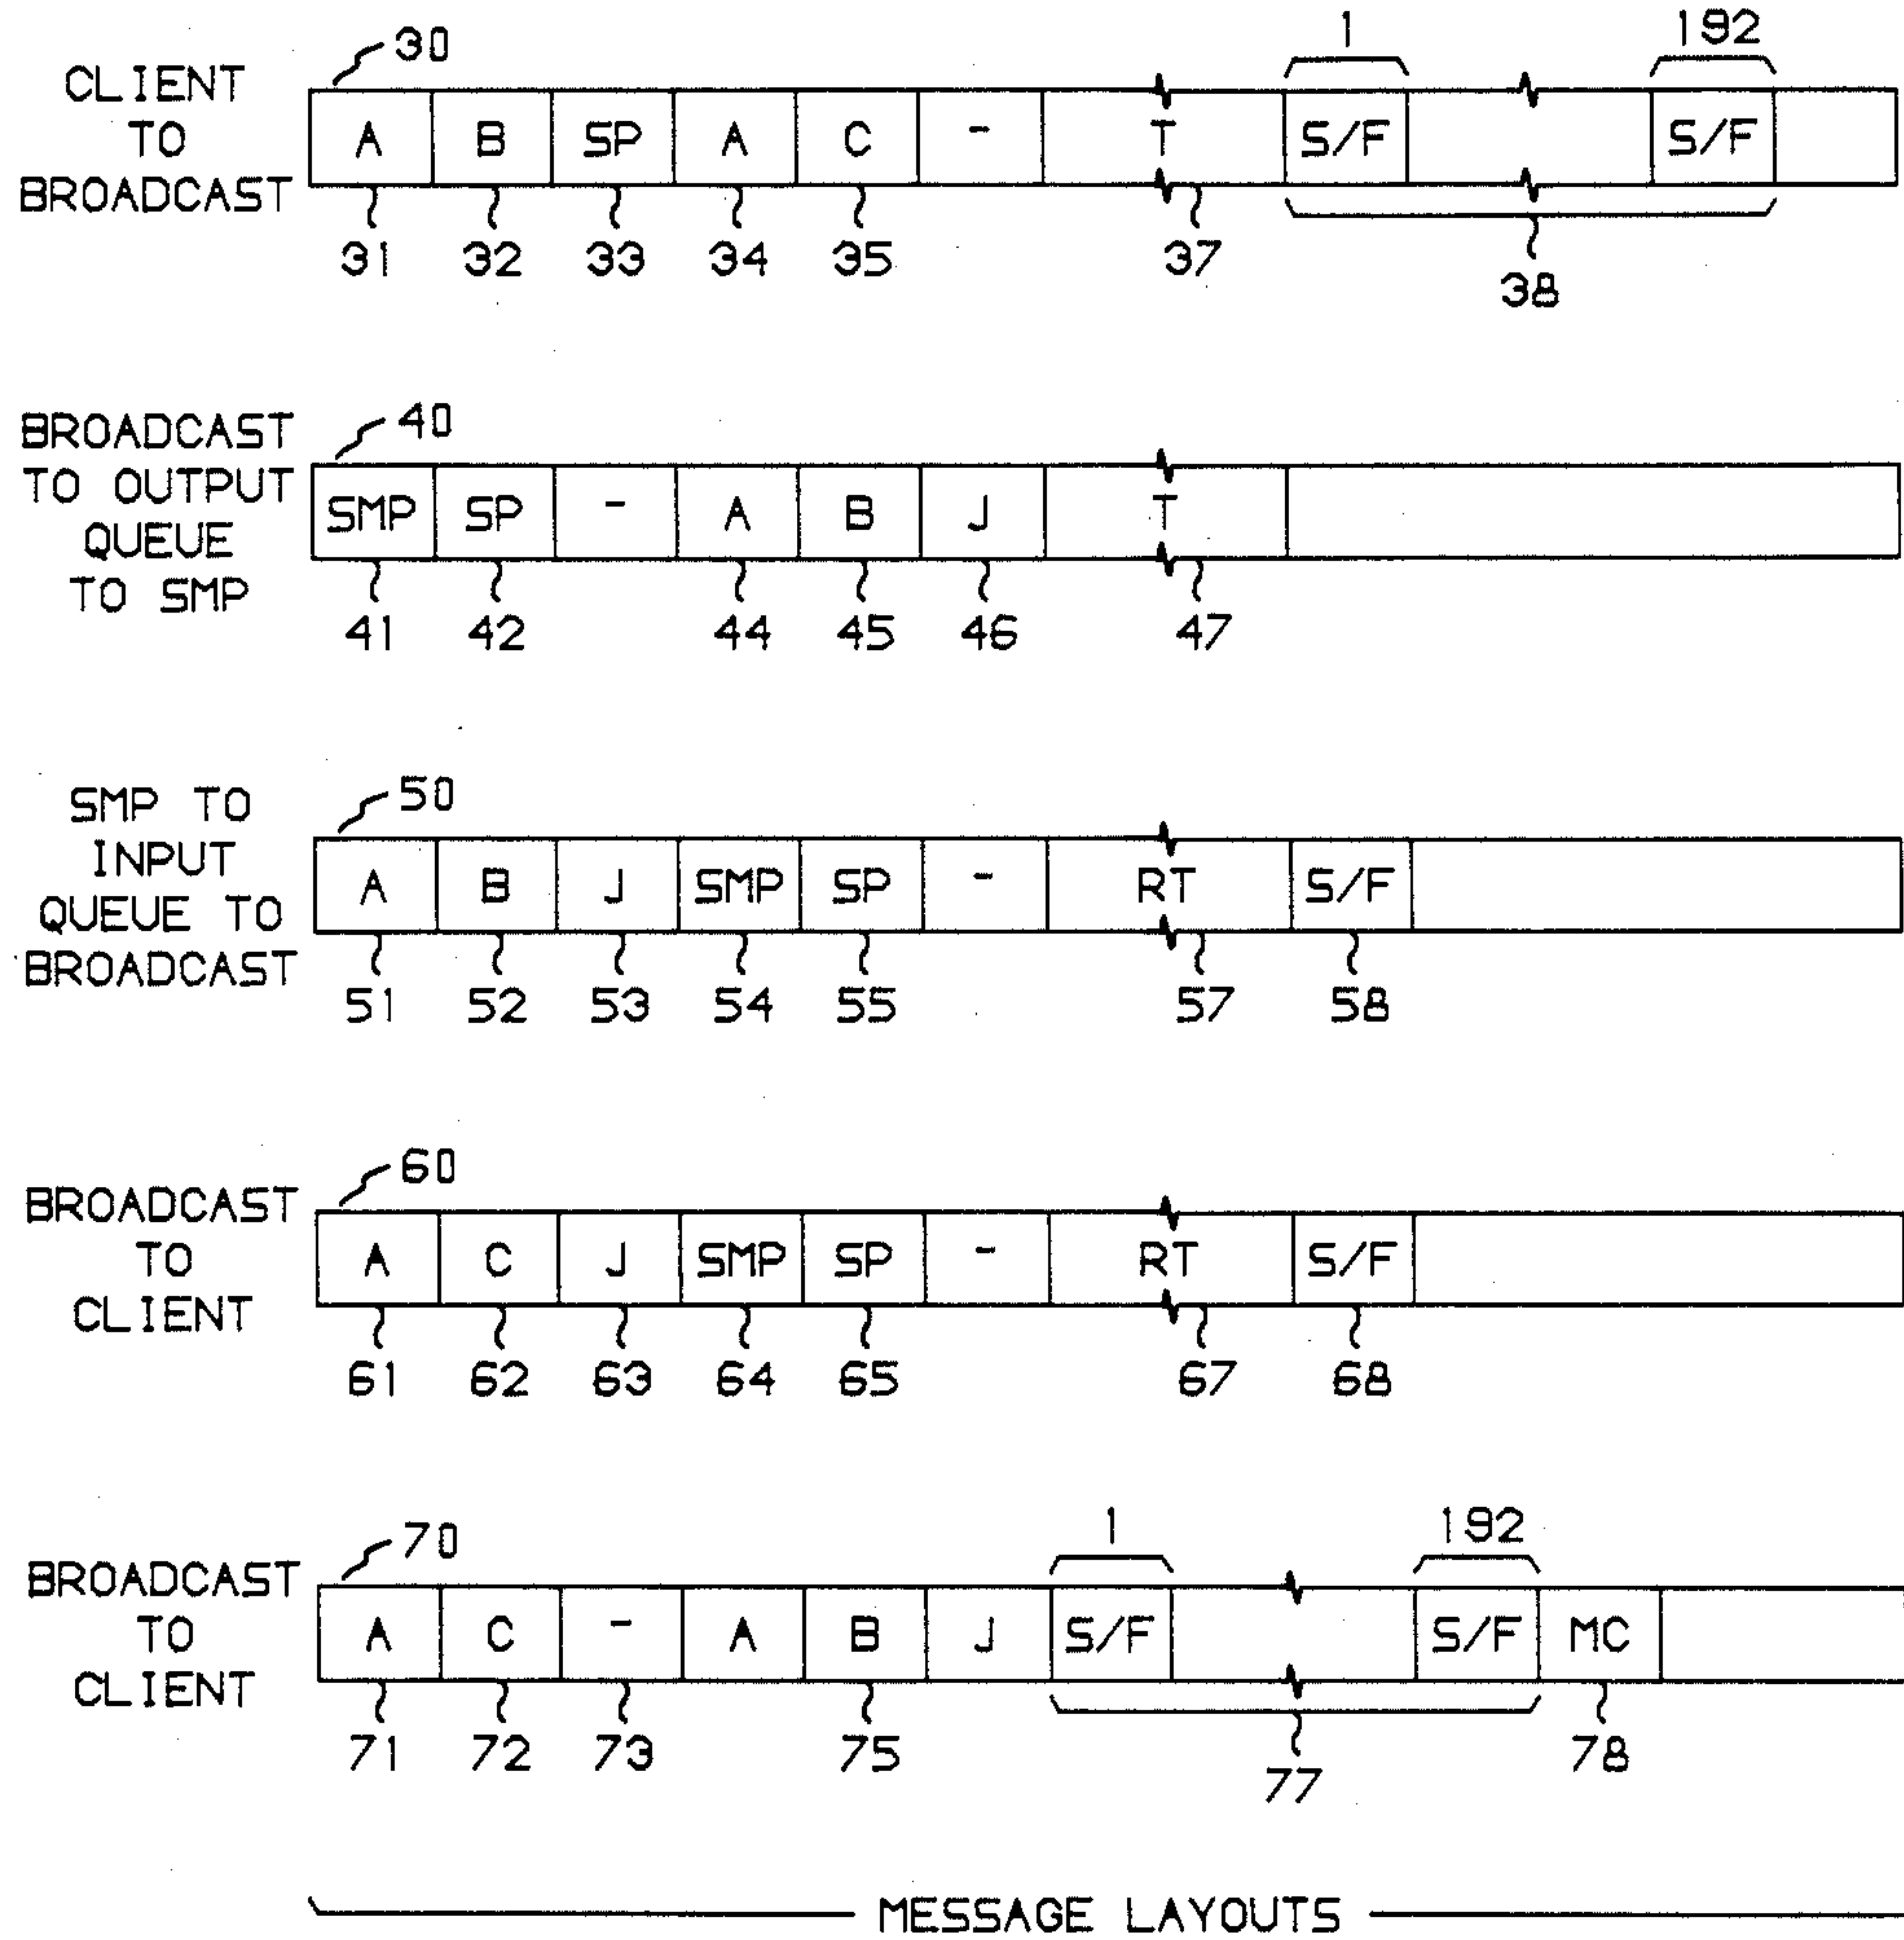 30
1 192
CLIENT
TO
BROADCAST
A B SP A C - T S/F S/F
31 32 33 34 35 37
38
40
BROADCAST
TO OUTPUT
QUEUE
TO SMP
SMP SP - A B J T
41 42 44 45 46 47
50
SMP TO
INPUT
QUEUE TO
BROADCAST
A B J SMP SP - RT S/F
51 52 53 54 55 57 58
60
BROADCAST
TO
CLIENT
A C J SMP SP - RT S/F
61 62 63 64 65 67 68
70
1 192
BROADCAST
TO
CLIENT
A C - A B J S/F S/F MC
71 72 73 75 78
77
MESSAGE LAYOUTS